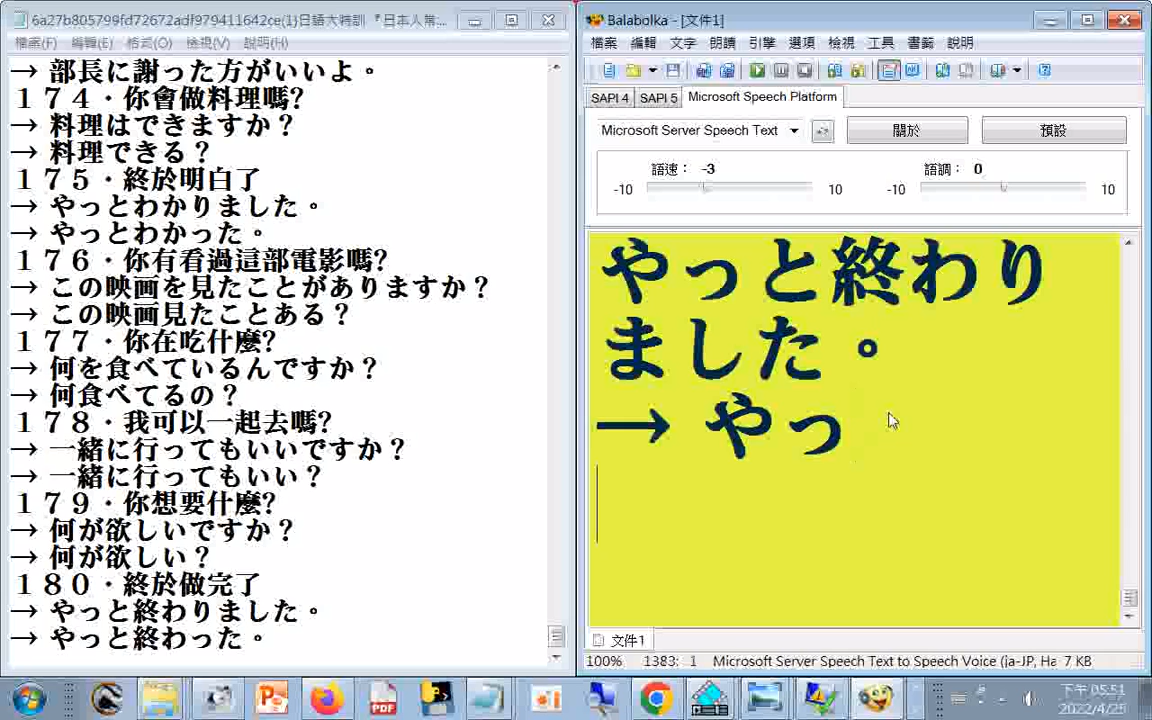 6a27b805799fd72672adf979411642ce(1)日語大特訓『日本人常...
檔案(F) 編輯(E) 格式(O) 檢視(V) 說明(H)
→ 部長に謝った方がいいよ。
174．你會做料理嗎?
→ 料理はできますか？
→ 料理できる？
175．終於明白了
→ やっとわかりました。
→ やっとわかった。
176．你有看過這部電影嗎?
→ この映画を見たことがありますか？
→ この映画見たことある？
177．你在吃什麼?
→ 何を食べているんですか？
→ 何食べてるの？
178．我可以一起去嗎?
→ 一緒に行ってもいいですか？
→ 一緒に行ってもいい？
179．你想要什麼?
→ 何が欲しいですか？
→ 何が欲しい？
180．終於做完了
→ やっと終わりました。
→ やっと終わった。
Balabolka - [文件1]
檔案 編輯 文字 朗讀 引擎 選項 檢視 工具 書籤 說明
SAPI 4 SAPI 5 Microsoft Speech Platform
Microsoft Server Speech Text 關於 預設
語速： -3 語調： 0
-10 10 -10 10
やっと終わり
ました。
→ やっ
文件1
100% 1383: 1 Microsoft Server Speech Text to Speech Voice (ja-JP, Ha 7 KB
PDF
下午 05:51
2022/4/25